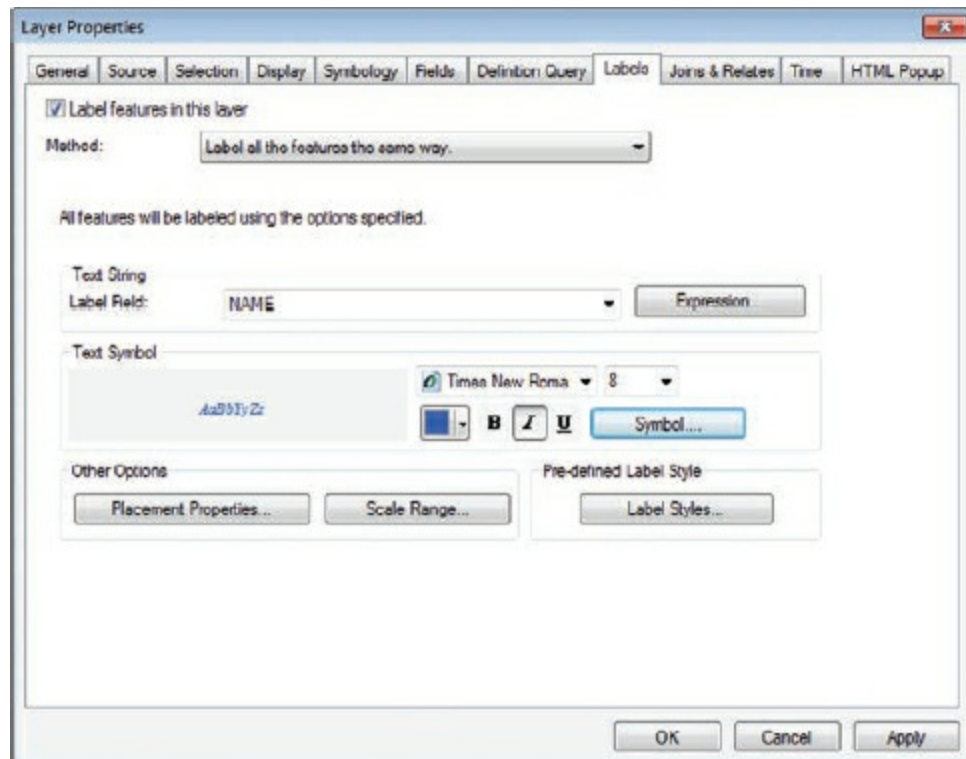 Layer Properties
General Source Selection Display Symbology Fields Definition Query Labels Joins & Relates Time HTML Popup
Label features in this layer
Method: Label all the features the same way.
All features will be labeled using the options specified.
Text String
Label Field: NAME Expression...
Text Symbol
AaBbYyZz Times New Roma 8
B I U Symbol...
Other Options Pre-defined Label Style
Placement Properties... Scale Range... Label Styles...
OK Cancel Apply